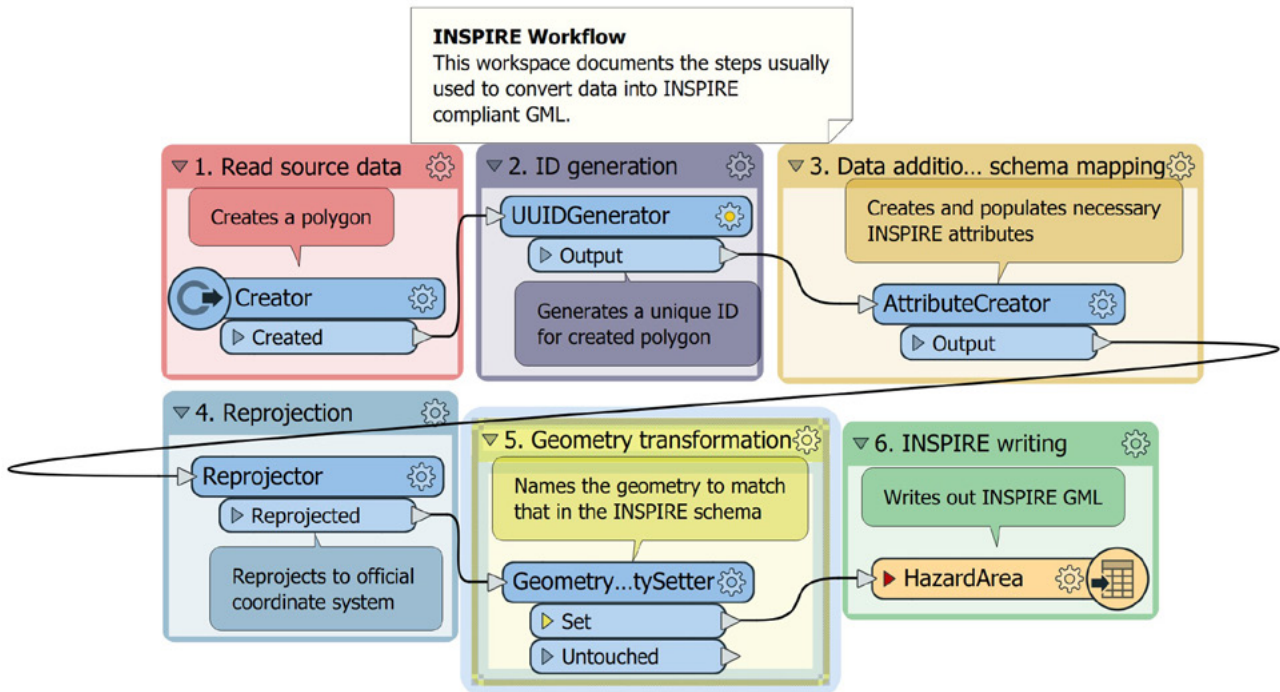 INSPIRE Workflow
This workspace documents the steps usually
used to convert data into INSPIRE
compliant GML.
1. Read source data
Creates a polygon
Creator
Created
2. ID generation
UUIDGenerator
Output
Generates a unique ID
for created polygon
3. Data additio... schema mapping
Creates and populates necessary
INSPIRE attributes
AttributeCreator
Output
4. Reprojection
Reprojector
Reprojected
Reprojects to official
coordinate system
5. Geometry transformation
Names the geometry to match
that in the INSPIRE schema
Geometry...tySetter
Set
Untouched
6. INSPIRE writing
Writes out INSPIRE GML
HazardArea